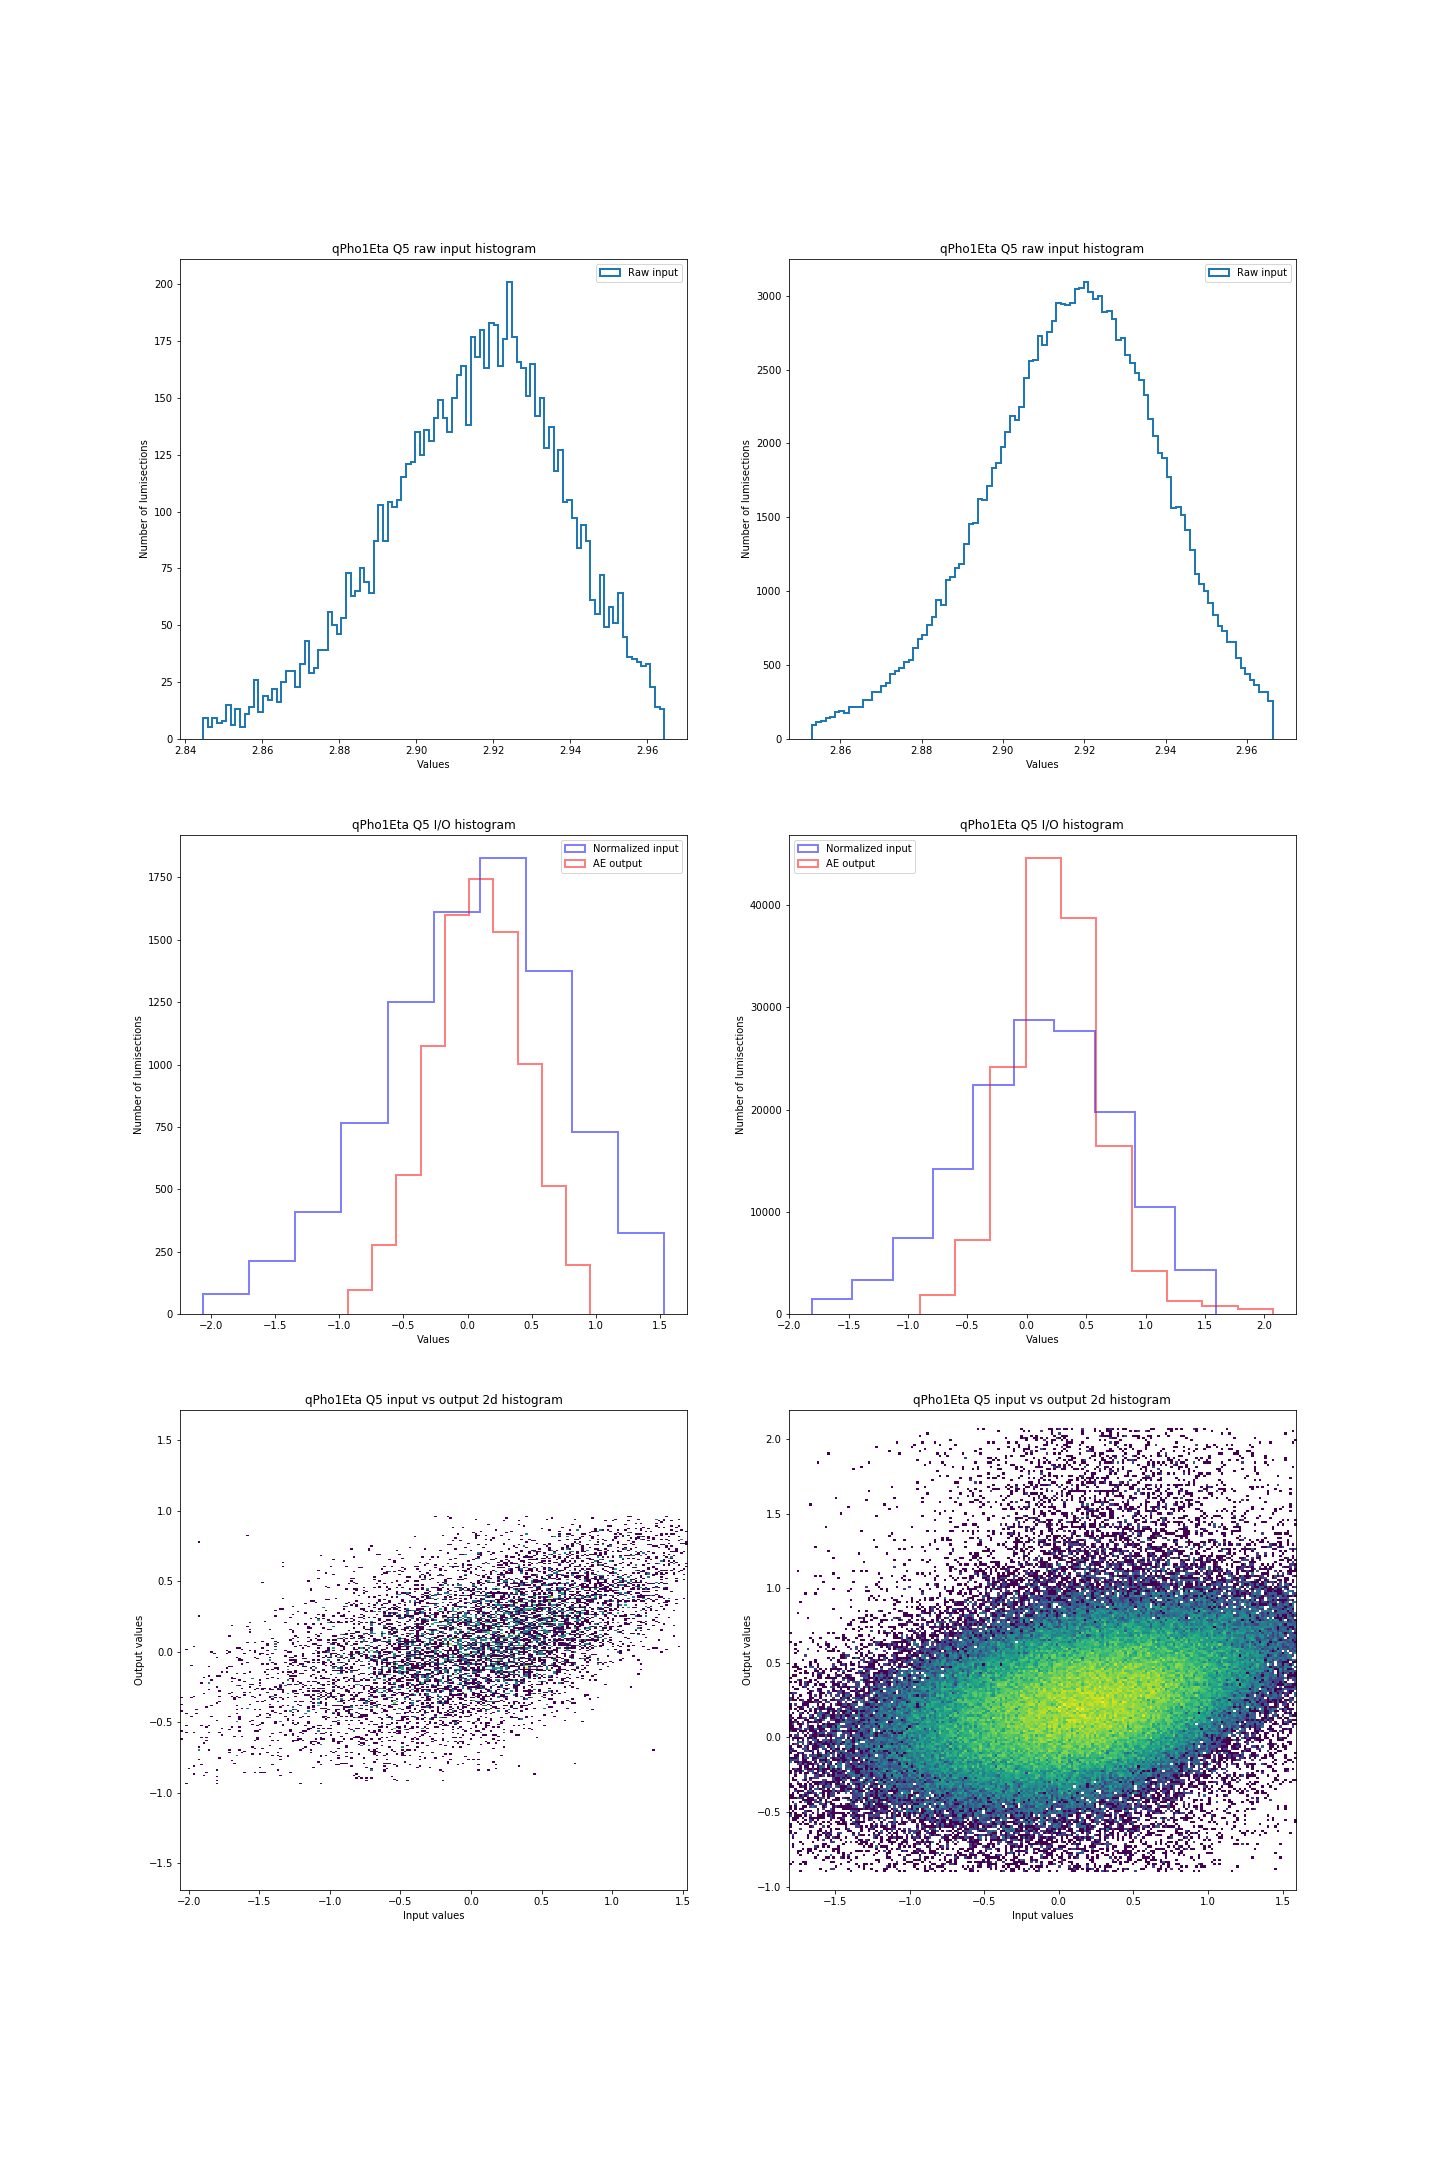 qPho1Eta Q5 raw input histogram
Raw input
Number of lumisections
200
175
150
125
100
75
50
25
0
2.84 2.86 2.88 2.90 2.92 2.94 2.96
Values
qPho1Eta Q5 raw input histogram
Raw input
Number of lumisections
3000
2500
2000
1500
1000
500
0
2.86 2.88 2.90 2.92 2.94 2.96
Values
qPho1Eta Q5 I/O histogram
Normalized input
AE output
Number of lumisections
1750
1500
1250
1000
750
500
250
0
−2.0 −1.5 −1.0 −0.5 0.0 0.5 1.0 1.5
Values
qPho1Eta Q5 I/O histogram
Normalized input
AE output
Number of lumisections
40000
30000
20000
10000
0
−2.0 −1.5 −1.0 −0.5 0.0 0.5 1.0 1.5 2.0
Values
qPho1Eta Q5 input vs output 2d histogram
Output values
1.5
1.0
0.5
0.0
−0.5
−1.0
−1.5
−2.0 −1.5 −1.0 −0.5 0.0 0.5 1.0 1.5
Input values
qPho1Eta Q5 input vs output 2d histogram
Output values
2.0
1.5
1.0
0.5
0.0
−0.5
−1.0
−1.5 −1.0 −0.5 0.0 0.5 1.0 1.5
Input values